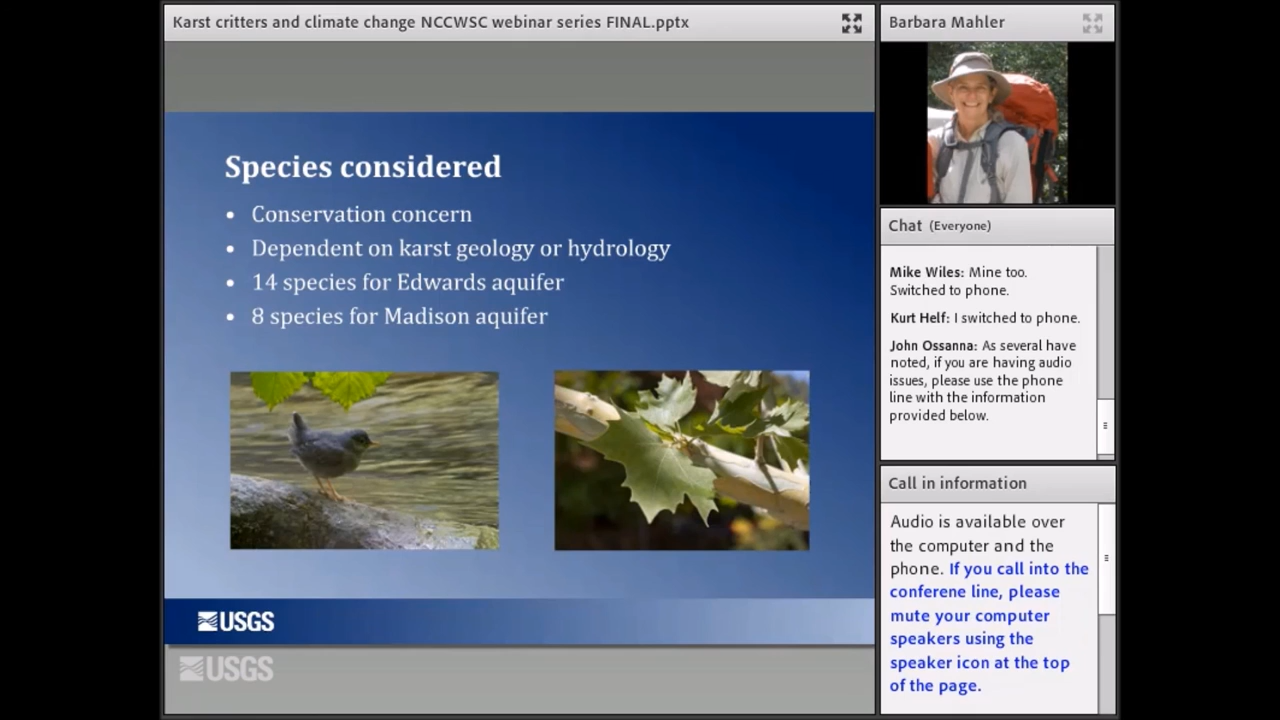 Karst critters and climate change NCCWSC webinar series FINAL.pptx
Species considered
• Conservation concern
• Dependent on karst geology or hydrology
• 14 species for Edwards aquifer
• 8 species for Madison aquifer
USGS
USGS
Barbara Mahler
Chat (Everyone)
Mike Wiles: Mine too.
Switched to phone.
Kurt Helf: I switched to phone.
John Ossanna: As several have
noted, if you are having audio
issues, please use the phone
line with the information
provided below.
Call in information
Audio is available over
the computer and the
phone. If you call into the
conferene line, please
mute your computer
speakers using the
speaker icon at the top
of the page.